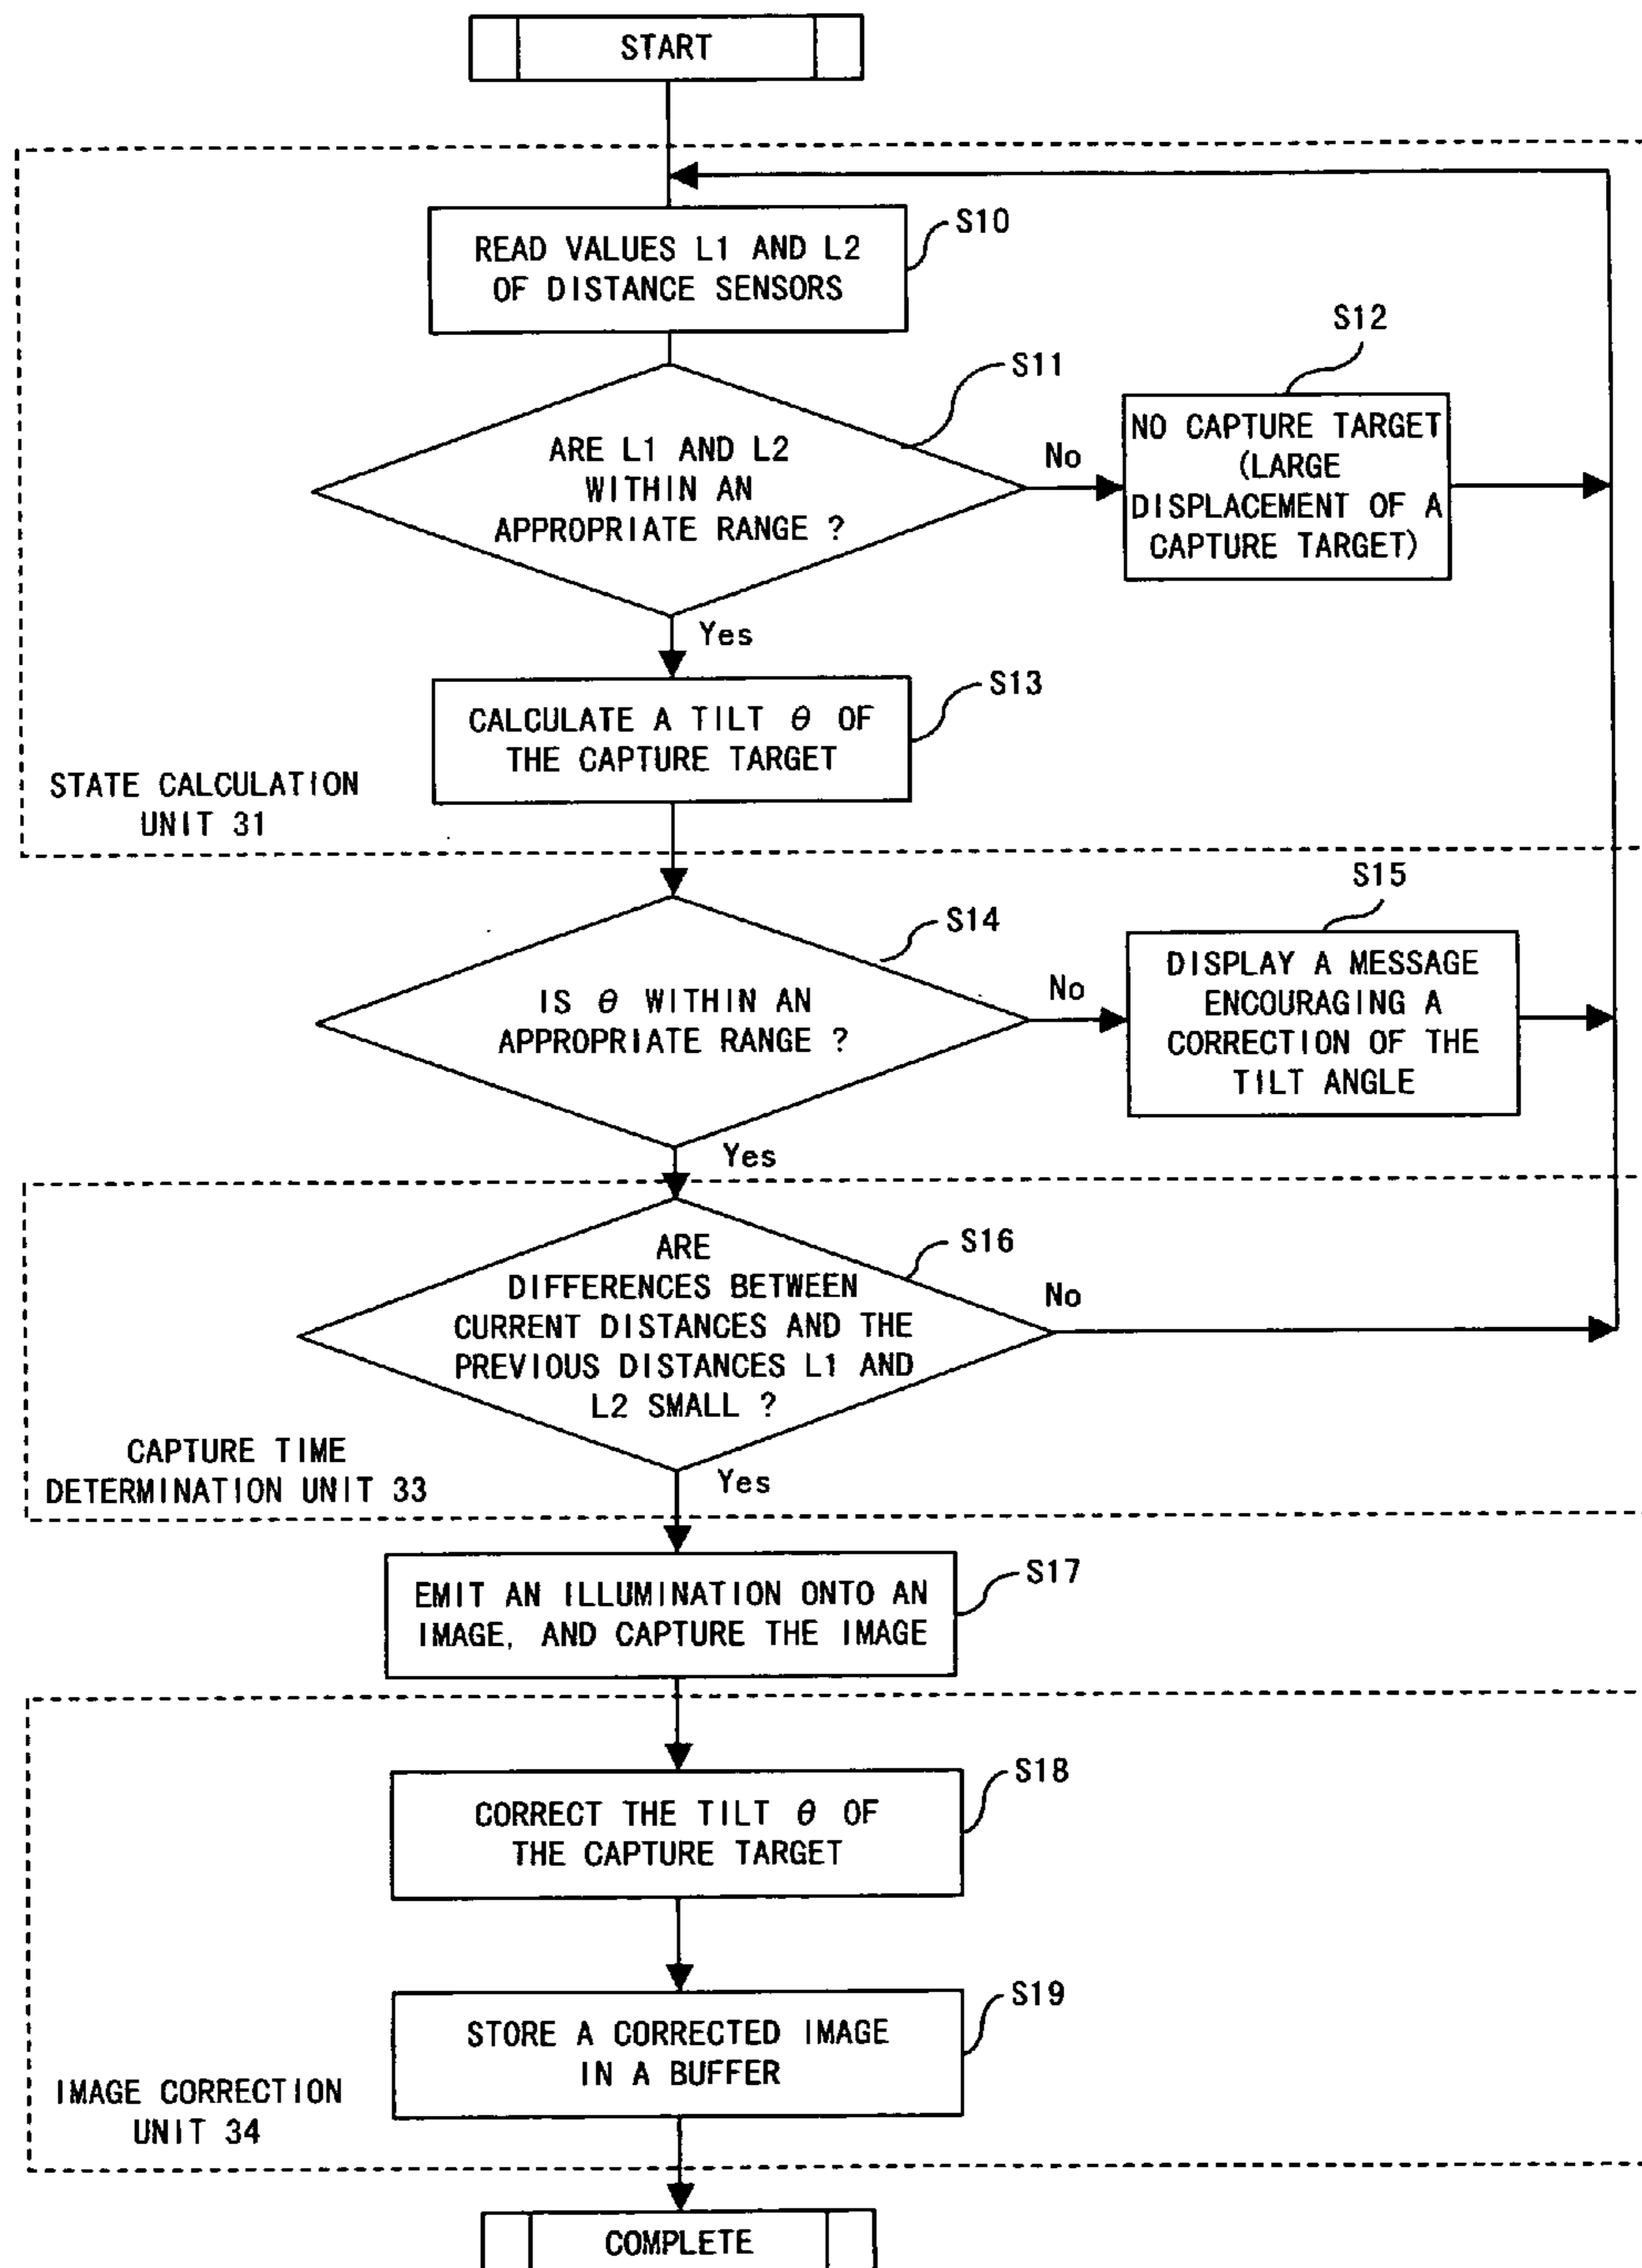 START
S10
READ VALUES L1 AND L2
OF DISTANCE SENSORS
S11
ARE L1 AND L2
WITHIN AN
APPROPRIATE RANGE ?
No
S12
NO CAPTURE TARGET
(LARGE
DISPLACEMENT OF A
CAPTURE TARGET)
Yes
S13
CALCULATE A TILT θ OF
THE CAPTURE TARGET
STATE CALCULATION
UNIT 31
S14
IS θ WITHIN AN
APPROPRIATE RANGE ?
No
S15
DISPLAY A MESSAGE
ENCOURAGING A
CORRECTION OF THE
TILT ANGLE
Yes
S16
ARE
DIFFERENCES BETWEEN
CURRENT DISTANCES AND THE
PREVIOUS DISTANCES L1 AND
L2 SMALL ?
No
CAPTURE TIME
DETERMINATION UNIT 33
Yes
S17
EMIT AN ILLUMINATION ONTO AN
IMAGE, AND CAPTURE THE IMAGE
S18
CORRECT THE TILT θ OF
THE CAPTURE TARGET
S19
STORE A CORRECTED IMAGE
IN A BUFFER
IMAGE CORRECTION
UNIT 34
COMPLETE